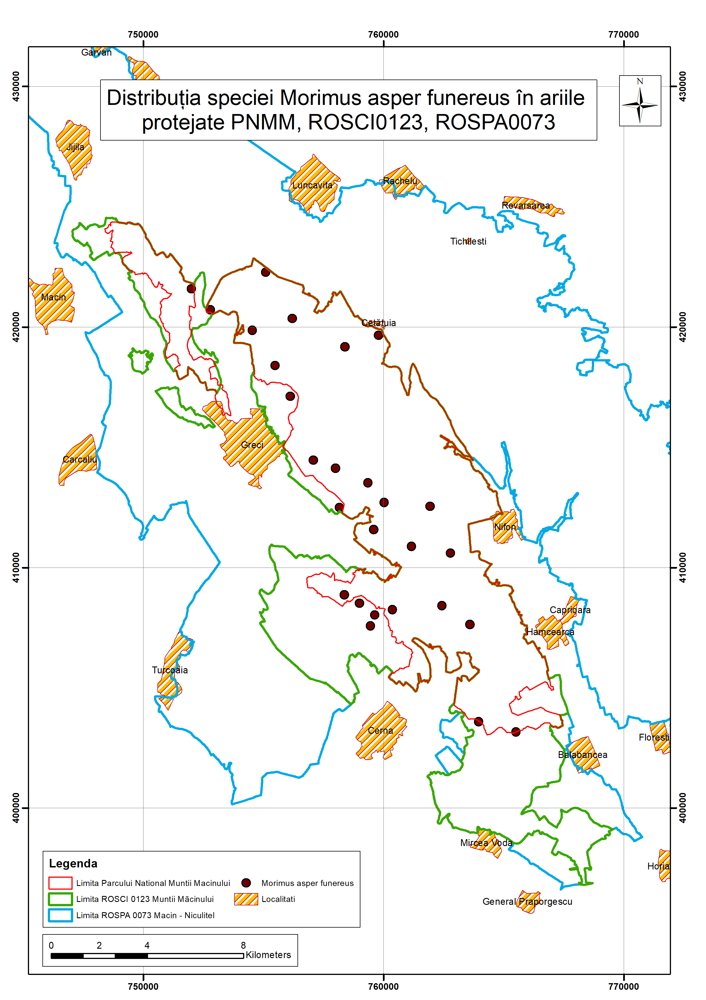 750000
760000
770000
Garvan
430000
430000
N
Distribuția speciei Morimus asper funereus în ariile
protejate PNMM, ROSCI0123, ROSPA0073
Jijila
Luncavita
Rachelu
Revarsarea
Tichilesti
Macin
Cetățuia
420000
420000
Greci
Carcaliu
Nifon
410000
410000
Caprioara
Hamcearca
Turcoaia
Cerna
Floresti
Balabancea
400000
400000
Mircea Voda
Horia
General Praporgescu
Legenda
Limita Parcului National Muntii Macinului
Morimus asper funereus
Limita ROSCI 0123 Muntii Măcinului
Localitati
Limita ROSPA 0073 Macin - Niculitel
0 2 4 8
Kilometers
750000
760000
770000